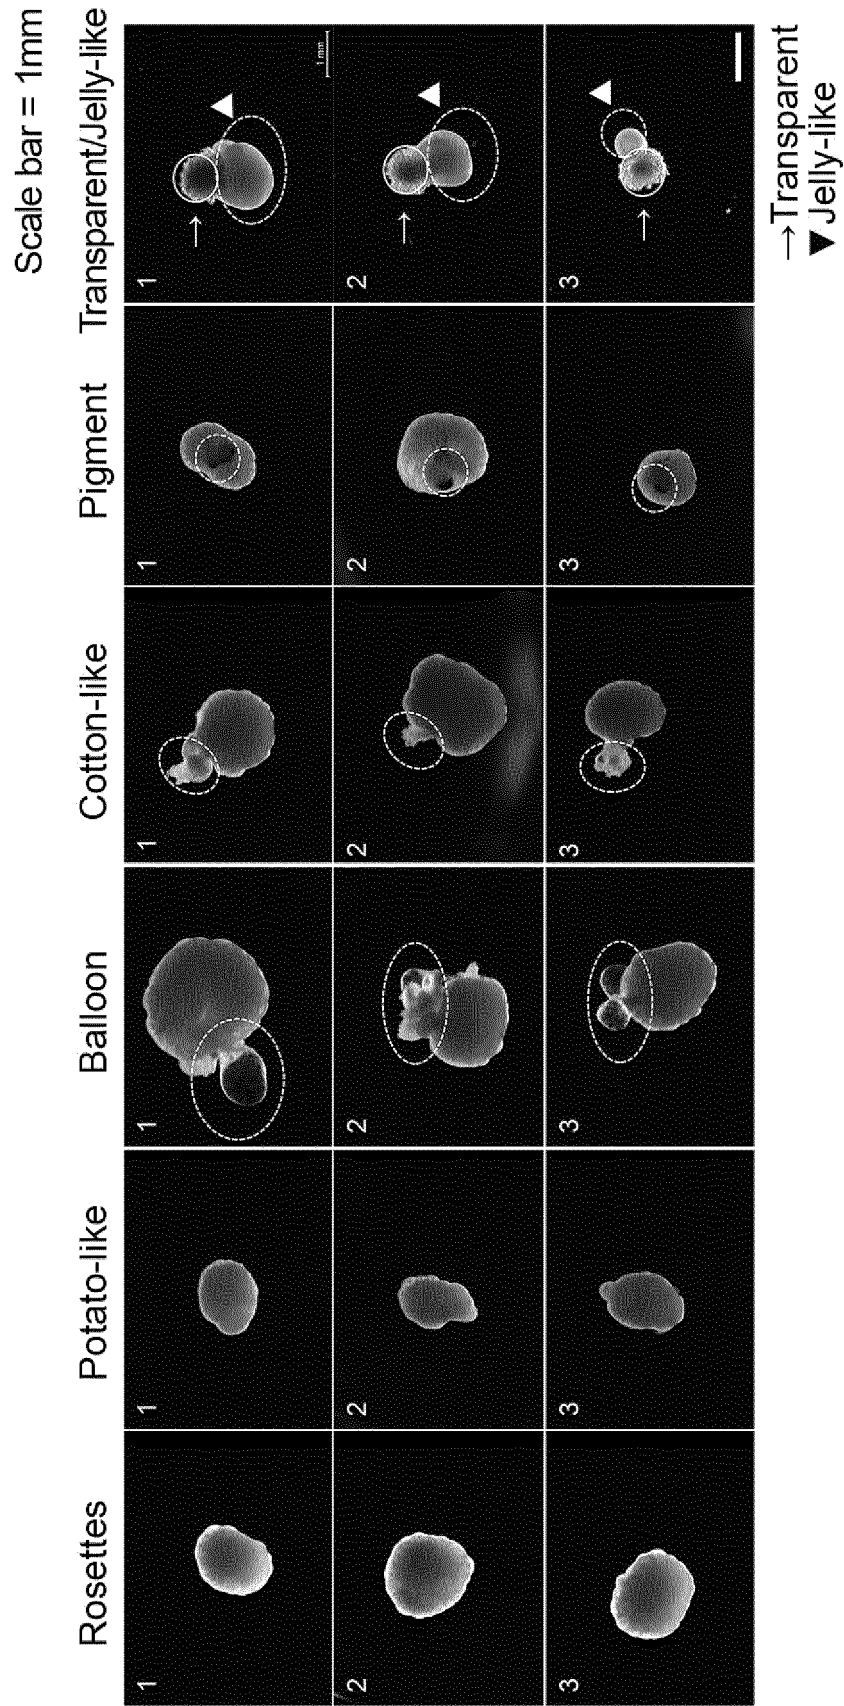 Scale bar = 1mm
Rosettes
Potato-like
Balloon
Cotton-like
Pigment
Transparent/Jelly-like
1
1
1
1
1
1
1 mm
2
2
2
2
2
2
3
3
3
3
3
3
→Transparent
▶Jelly-like